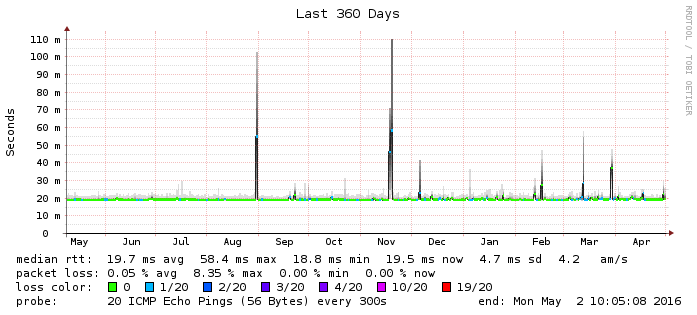 Last 360 Days
RRDTOOL / TOBI OETIKER
Seconds
110 m
100 m
90 m
80 m
70 m
60 m
50 m
40 m
30 m
20 m
10 m
0
May Jun Jul Aug Sep Oct Nov Dec Jan Feb Mar Apr
median rtt: 19.7 ms avg 58.4 ms max 18.8 ms min 19.5 ms now 4.7 ms sd 4.2 am/s
packet loss: 0.05 % avg 8.35 % max 0.00 % min 0.00 % now
loss color: 0 1/20 2/20 3/20 4/20 10/20 19/20
probe: 20 ICMP Echo Pings (56 Bytes) every 300s end: Mon May 2 10:05:08 2016